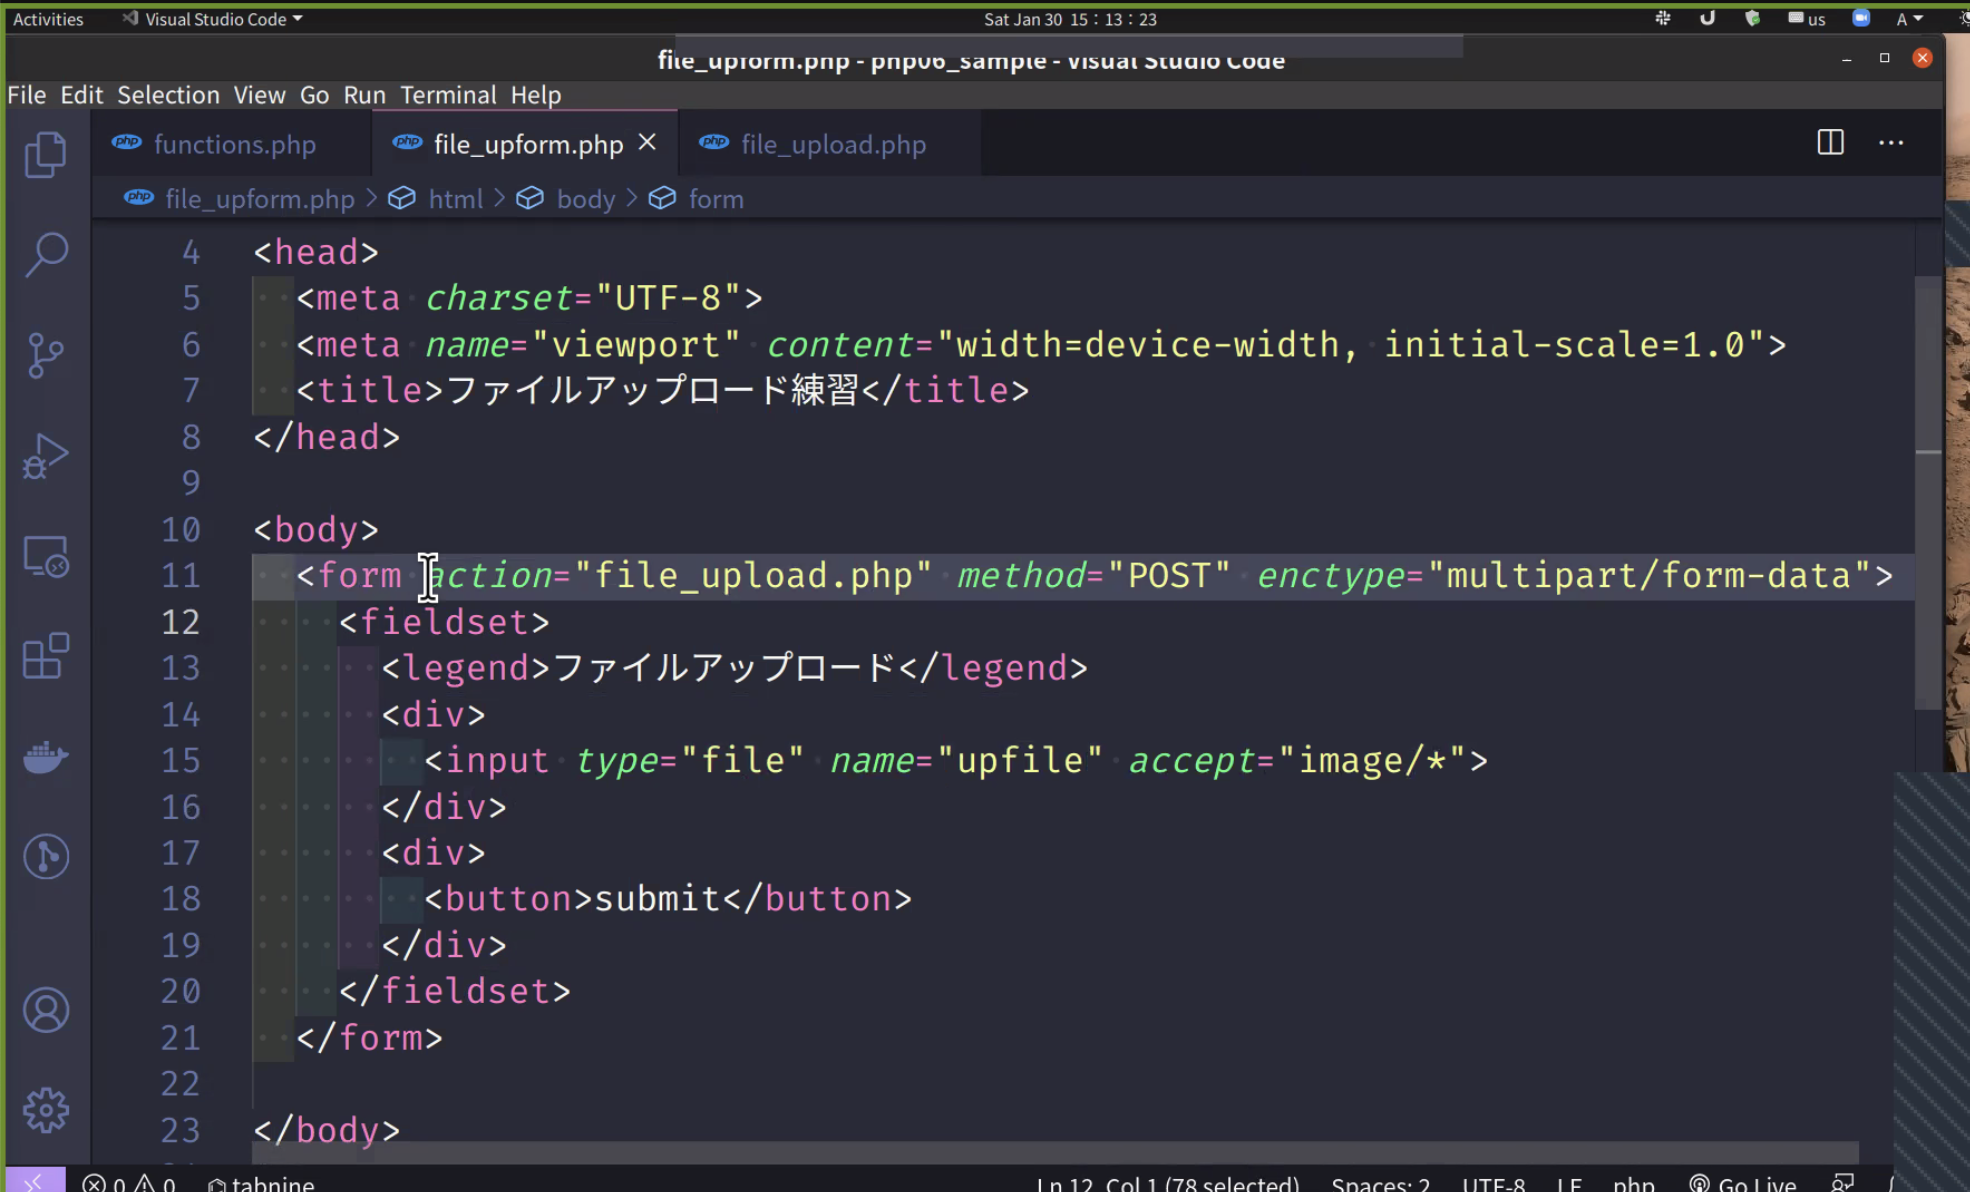 Activities Visual Studio Code Sat Jan 30 15:13:23 us A
file_upform.php - php06_sample - Visual Studio Code
File Edit Selection View Go Run Terminal Help
php functions.php php file_upform.php php file_upload.php
php file_upform.php > html > body > form
4 <head>
5 <meta charset="UTF-8">
6 <meta name="viewport" content="width=device-width, initial-scale=1.0">
7 <title>ファイルアップロード練習</title>
8 </head>
9
10 <body>
11 <form action="file_upload.php" method="POST" enctype="multipart/form-data">
12 <fieldset>
13 <legend>ファイルアップロード</legend>
14 <div>
15 <input type="file" name="upfile" accept="image/*">
16 </div>
17 <div>
18 <button>submit</button>
19 </div>
20 </fieldset>
21 </form>
22
23 </body>
0 0 tabnine Ln 12, Col 1 (78 selected) Spaces: 2 UTF-8 LF php Go Live